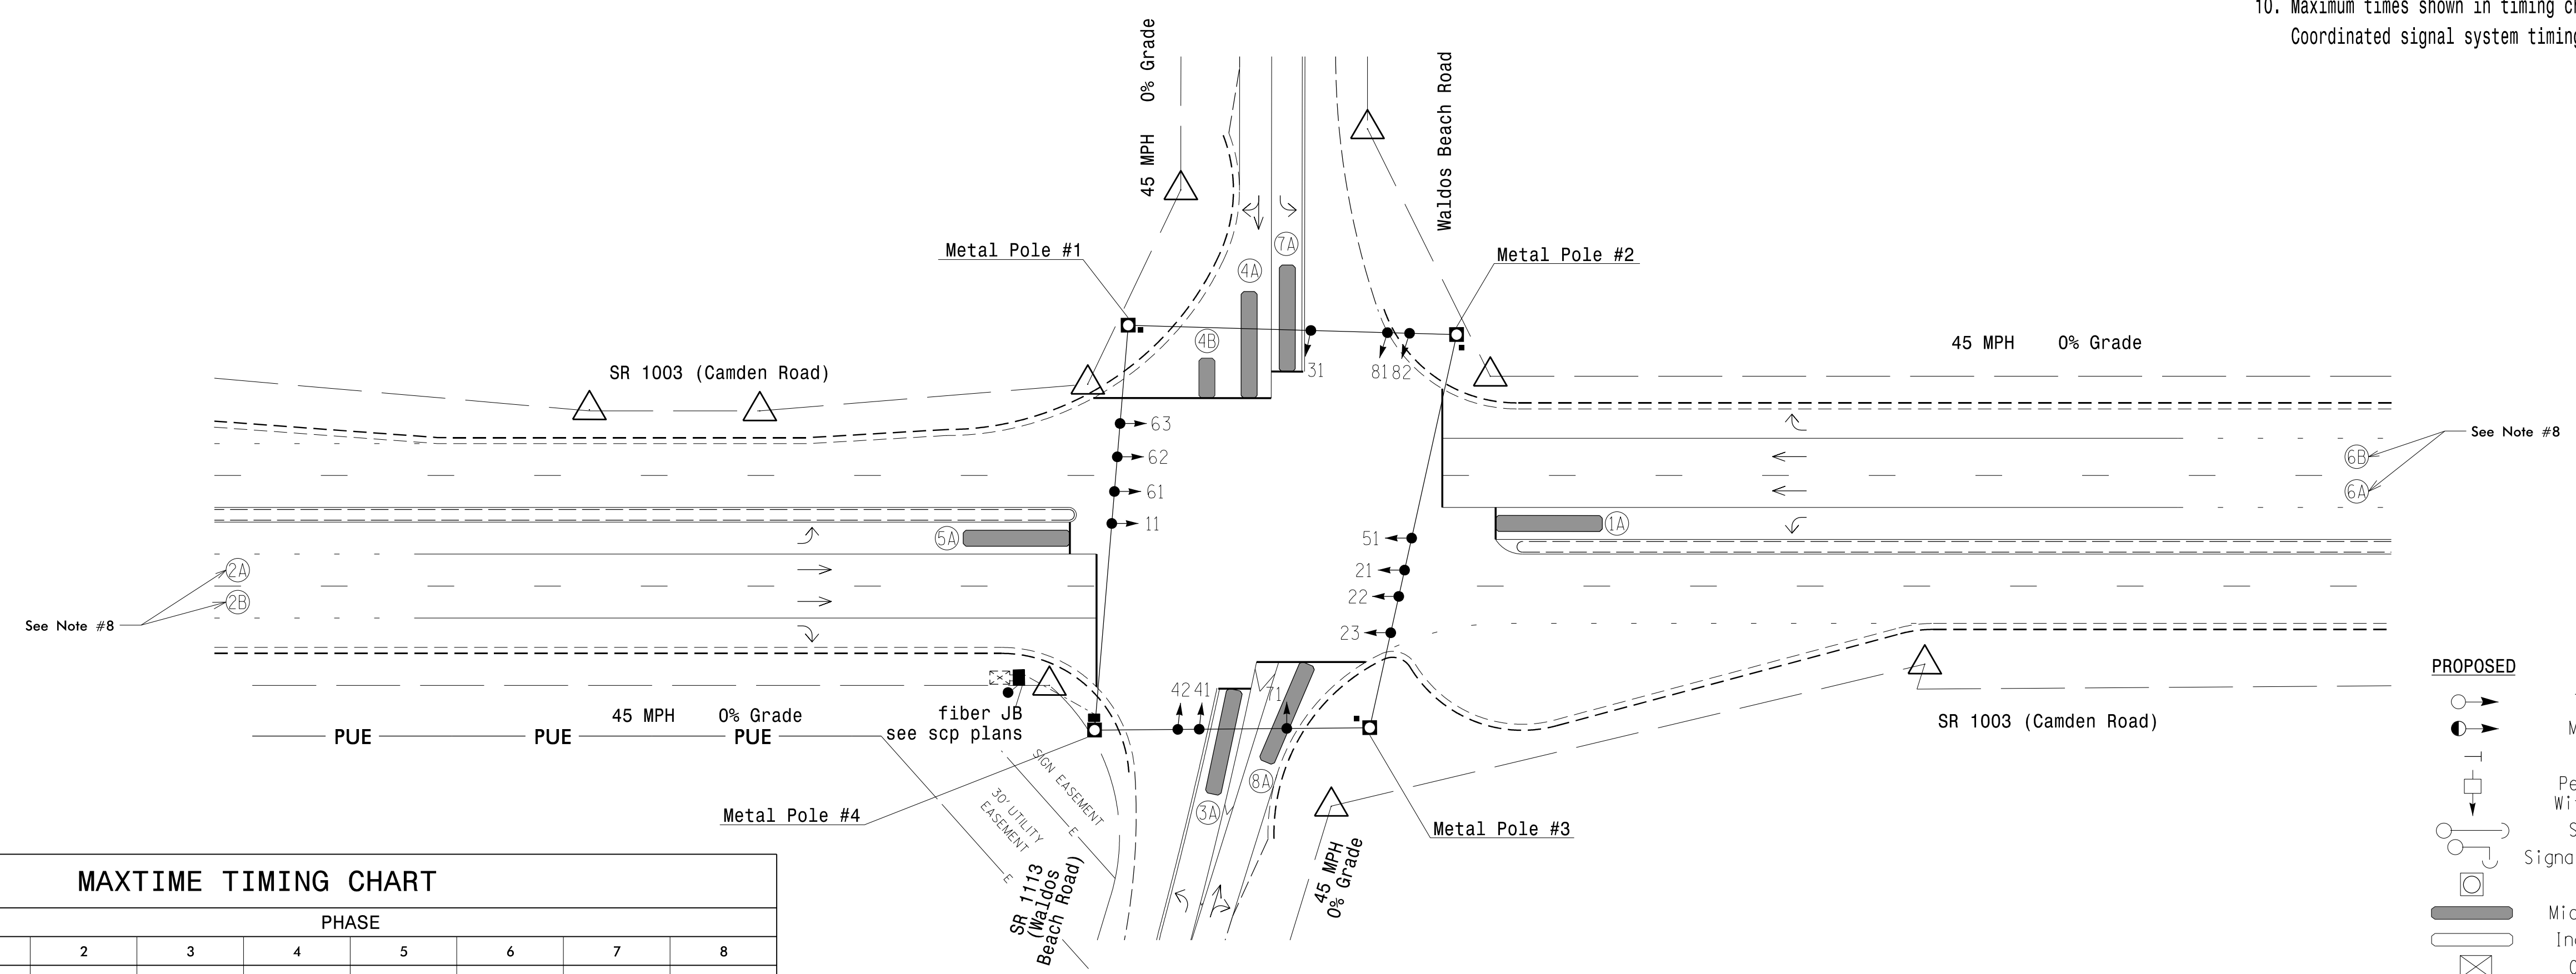 10. Maximum times shown in timing
Coordinated signal system timing
45 MPH 0% Grade
Waldos Beach Road
Metal Pole #1
Metal Pole #2
7A
4A
4B
31
81 82
45 MPH 0% Grade
SR 1003 (Camden Road)
63
62
61
11
See Note #8
6B
6A
5A
1A
51
21
22
23
2A
2B
See Note #8
PROPOSED
42 41
71
fiber JB
see scp plans
45 MPH 0% Grade
PUE PUE PUE
SR 1003 (Camden Road)
SIGN EASEMENT
E
30' UTILITY
EASEMENT
E
8A
3A
Metal Pole #4
Metal Pole #3
45 MPH
0% Grade
SR 1113
(Waldos
Beach Road)
MAXTIME TIMING CHART
PHASE
2 3 4 5 6 7 8